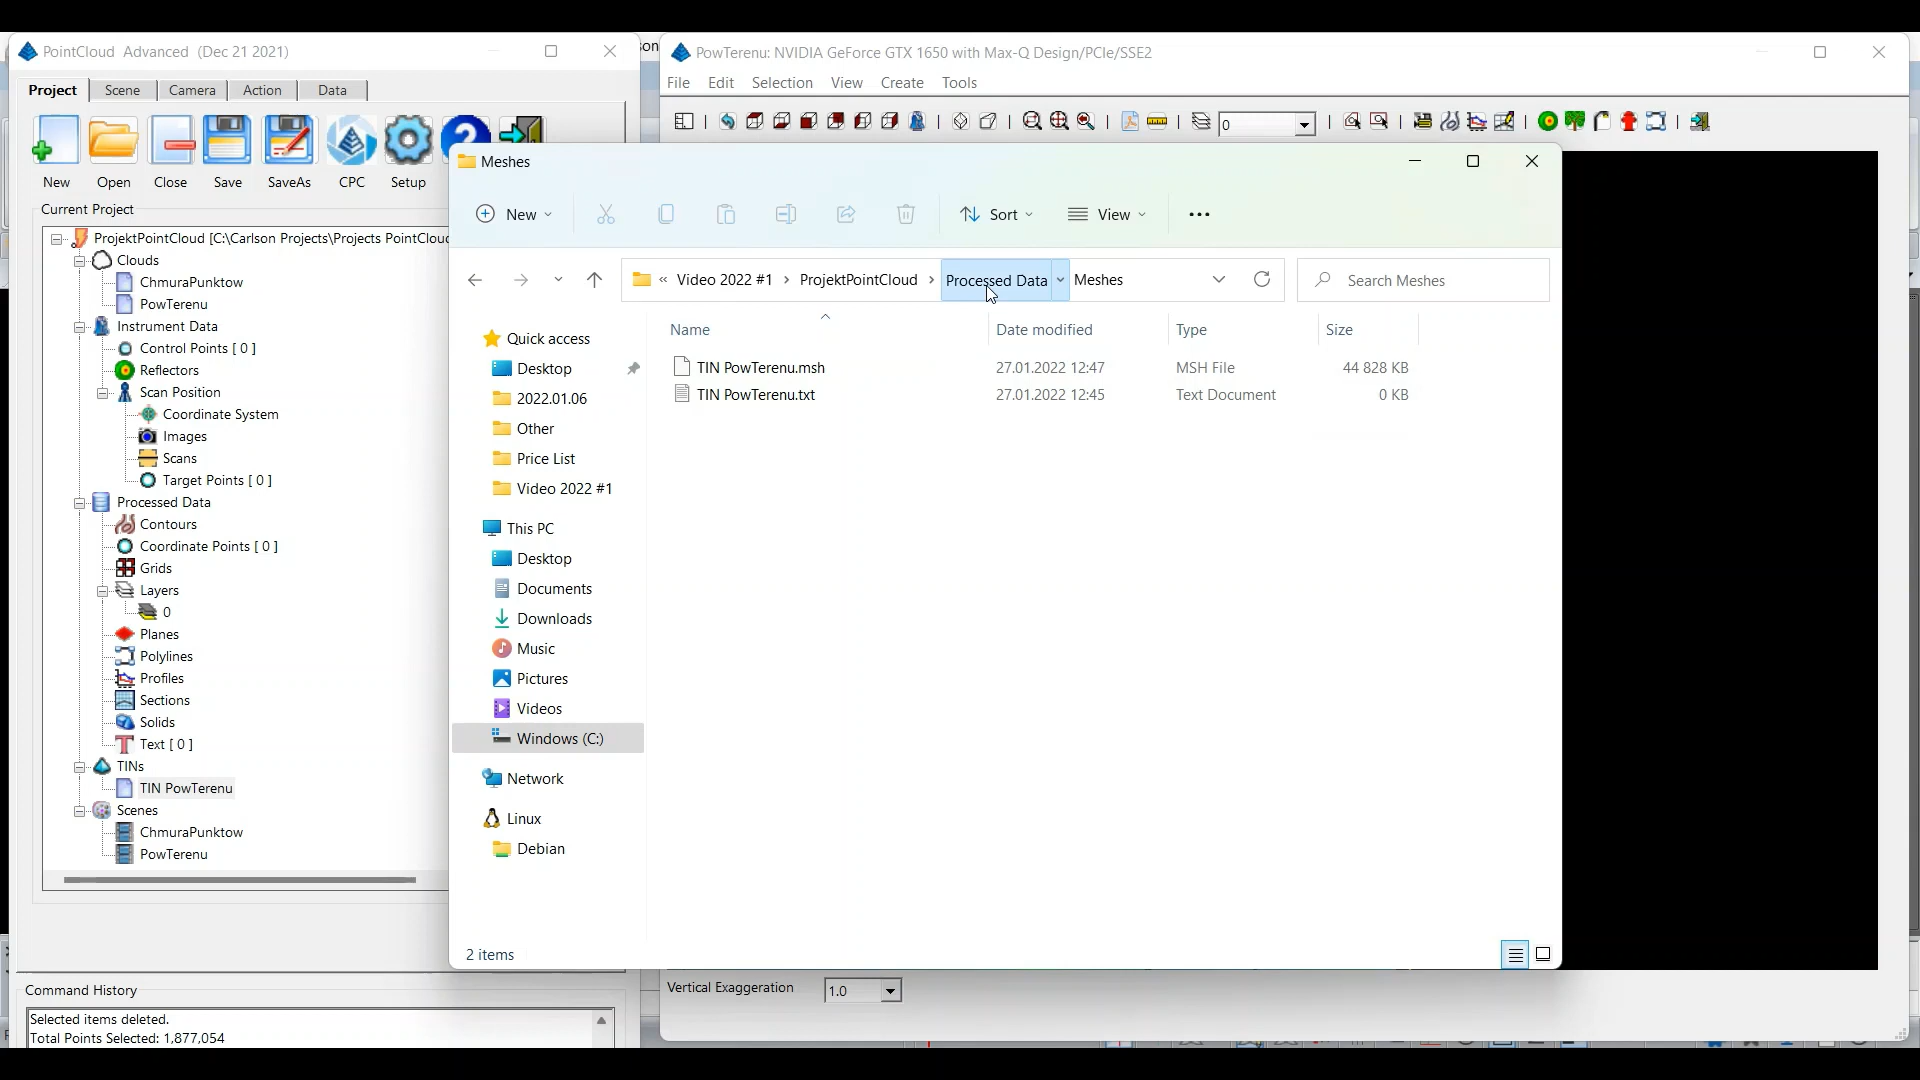 PointCloud Advanced (Dec 21 2021)
Project Scene Camera Action Data
New Open Close Save SaveAs CPC Setup
Current Project
ProjektPointCloud [C:\Carlson Projects\Projects PointCloud
Clouds
ChmuraPunktow
PowTerenu
Instrument Data
Control Points [ 0 ]
Reflectors
Scan Position
Coordinate System
Images
Scans
Target Points [ 0 ]
Processed Data
Contours
Coordinate Points [ 0 ]
Grids
Layers
0
Planes
Polylines
Profiles
Sections
Solids
Text [ 0 ]
TINs
TIN PowTerenu
Scenes
ChmuraPunktow
PowTerenu
Command History
Selected items deleted.
Total Points Selected: 1,877,054
son
PowTerenu: NVIDIA GeForce GTX 1650 with Max-Q Design/PCIe/SSE2
File Edit Selection View Create Tools
0
Meshes
New Sort View
« Video 2022 #1 > ProjektPointCloud > Processed Data Meshes
Search Meshes
Name Date modified Type Size
TIN PowTerenu.msh 27.01.2022 12:47 MSH File 44 828 KB
TIN PowTerenu.txt 27.01.2022 12:45 Text Document 0 KB
Quick access
Desktop
2022.01.06
Other
Price List
Video 2022 #1
This PC
Desktop
Documents
Downloads
Music
Pictures
Videos
Windows (C:)
Network
Linux
Debian
2 items
Vertical Exaggeration 1.0